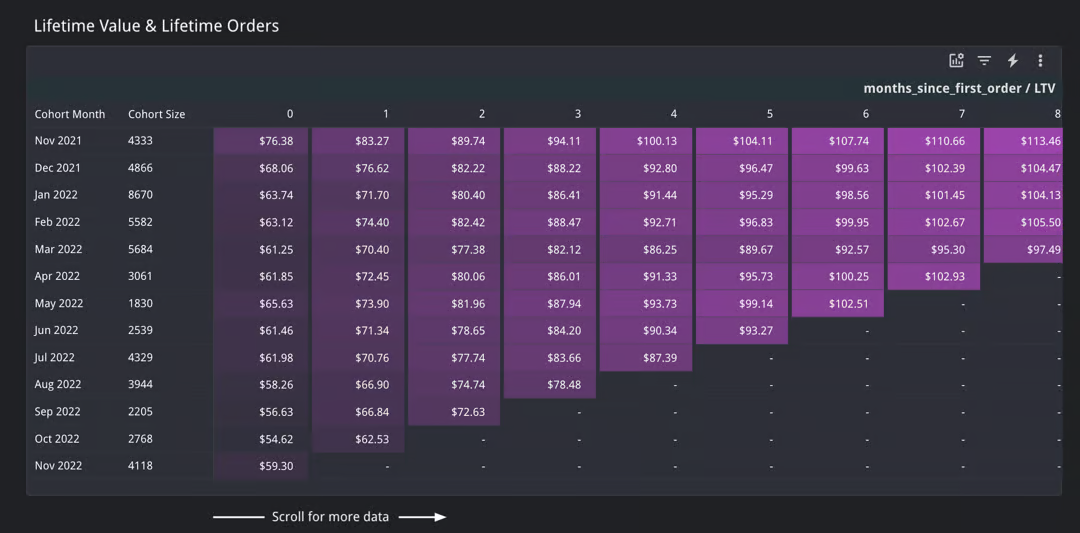 Lifetime Value & Lifetime Orders
months_since_first_order / LTV
Cohort Month Cohort Size 0 1 2 3 4 5 6 7 8
Nov 2021 4333 $76.38 $83.27 $89.74 $94.11 $100.13 $104.11 $107.74 $110.66 $113.46
Dec 2021 4866 $68.06 $76.62 $82.22 $88.22 $92.80 $96.47 $99.63 $102.39 $104.47
Jan 2022 8670 $63.74 $71.70 $80.40 $86.41 $91.44 $95.29 $98.56 $101.45 $104.13
Feb 2022 5582 $63.12 $74.40 $82.42 $88.47 $92.71 $96.83 $99.95 $102.67 $105.50
Mar 2022 5684 $61.25 $70.40 $77.38 $82.12 $86.25 $89.67 $92.57 $95.30 $97.49
Apr 2022 3061 $61.85 $72.45 $80.06 $86.01 $91.33 $95.73 $100.25 $102.93 -
May 2022 1830 $65.63 $73.90 $81.96 $87.94 $93.73 $99.14 $102.51 - -
Jun 2022 2539 $61.46 $71.34 $78.65 $84.20 $90.34 $93.27 - - -
Jul 2022 4329 $61.98 $70.76 $77.74 $83.66 $87.39 - - - -
Aug 2022 3944 $58.26 $66.90 $74.74 $78.48 - - - - -
Sep 2022 2205 $56.63 $66.84 $72.63 - - - - - -
Oct 2022 2768 $54.62 $62.53 - - - - - - -
Nov 2022 4118 $59.30 - - - - - - - -
Scroll for more data